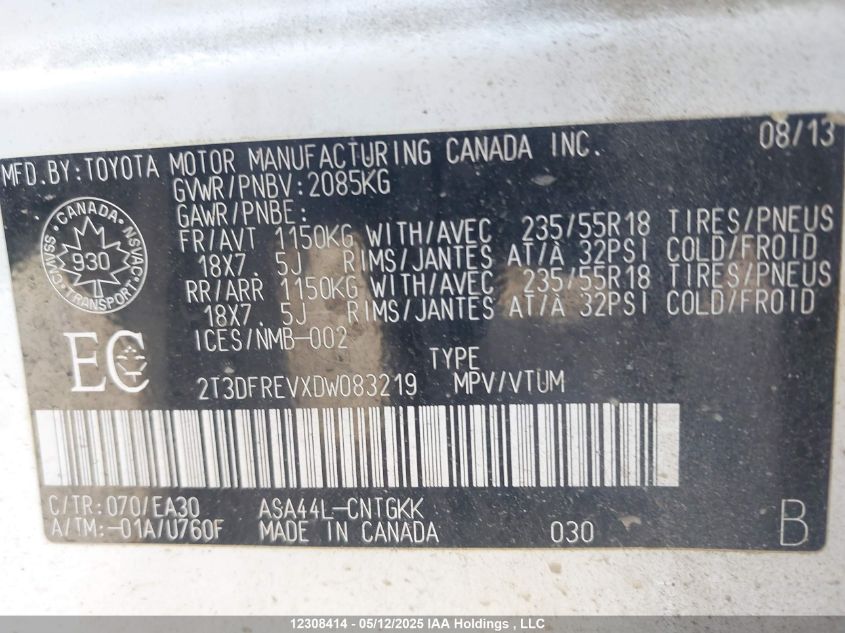 MFD.BY:TOYOTA MOTOR MANUFACTURING CANADA INC. 08/13
GVWR/PNBV:2085KG
GAWR/PNBE:
FR/AVT 1150KG WITH/AVEC 235/55R18 TIRES/PNEUS
18X7. 5J RIMS/JANTES AT/À 32PSI COLD/FROID
RR/ARR 1150KG WITH/AVEC 235/55R18 TIRES/PNEUS
18X7. 5J RIMS/JANTES AT/À 32PSI COLD/FROID
ICES/NMB-002
CANADA
NSVAC
TRANSPORT
CMVSS
930
EC
TYPE
2T3DFREVXDW083219 MPV/VTUM
C/TR:070/EA30 ASA44L-CNTGKK
A/TM:-01A/U760F MADE IN CANADA 030 B
12308414 - 05/12/2025 IAA Holdings , LLC